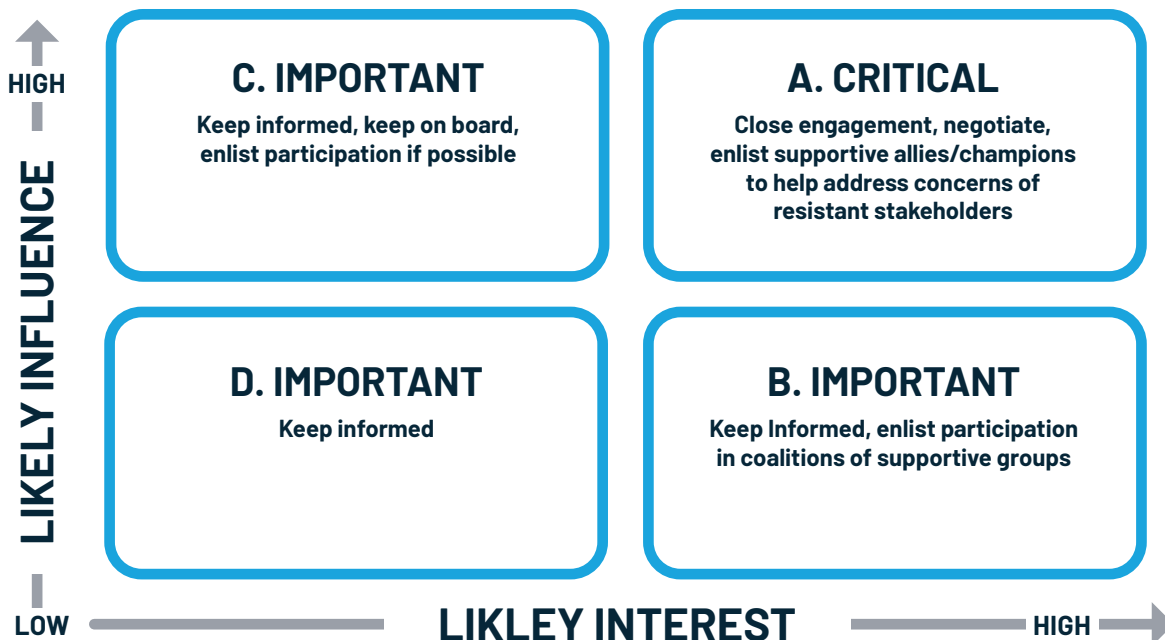 HIGH
LIKELY INFLUENCE
LOW
C. IMPORTANT
Keep informed, keep on board,
enlist participation if possible
A. CRITICAL
Close engagement, negotiate,
enlist supportive allies/champions
to help address concerns of
resistant stakeholders
D. IMPORTANT
Keep informed
B. IMPORTANT
Keep Informed, enlist participation
in coalitions of supportive groups
LIKLEY INTEREST
HIGH